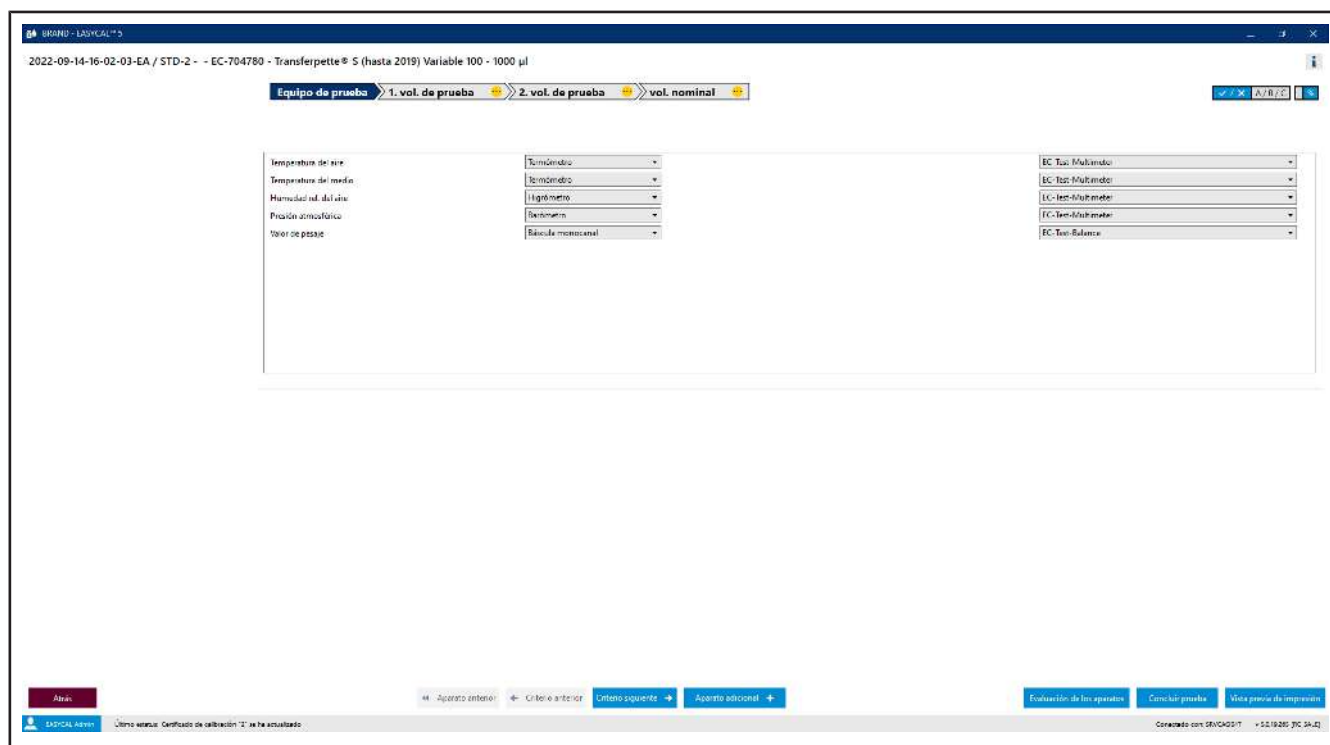 BRAND - EASYCAL™ 5
2022-09-14-16-02-03-EA / STD-2 - - EC-704780 - Transferpette® S (hasta 2019) Variable 100 - 1000 µl
Equipo de prueba 1. vol. de prueba 2. vol. de prueba vol. nominal
A / B / C %
Temperatura del aire Termómetro EC-Test-Multimeter
Temperatura del medio Termómetro EC-Test-Multimeter
Humedad rel. del aire Higrómetro EC-Test-Multimeter
Presión atmosférica Barómetro EC-Test-Multimeter
Valor de pesaje Báscula monocanal EC-Test-Balance
Atrás Aparato anterior Criterio anterior Criterio siguiente Aparato adicional + Evaluación de los aparatos Concluir prueba Vista previa de impresión
EASYCAL Admin Último estatus: Certificado de calibración "2" se ha actualizado Conectado con: